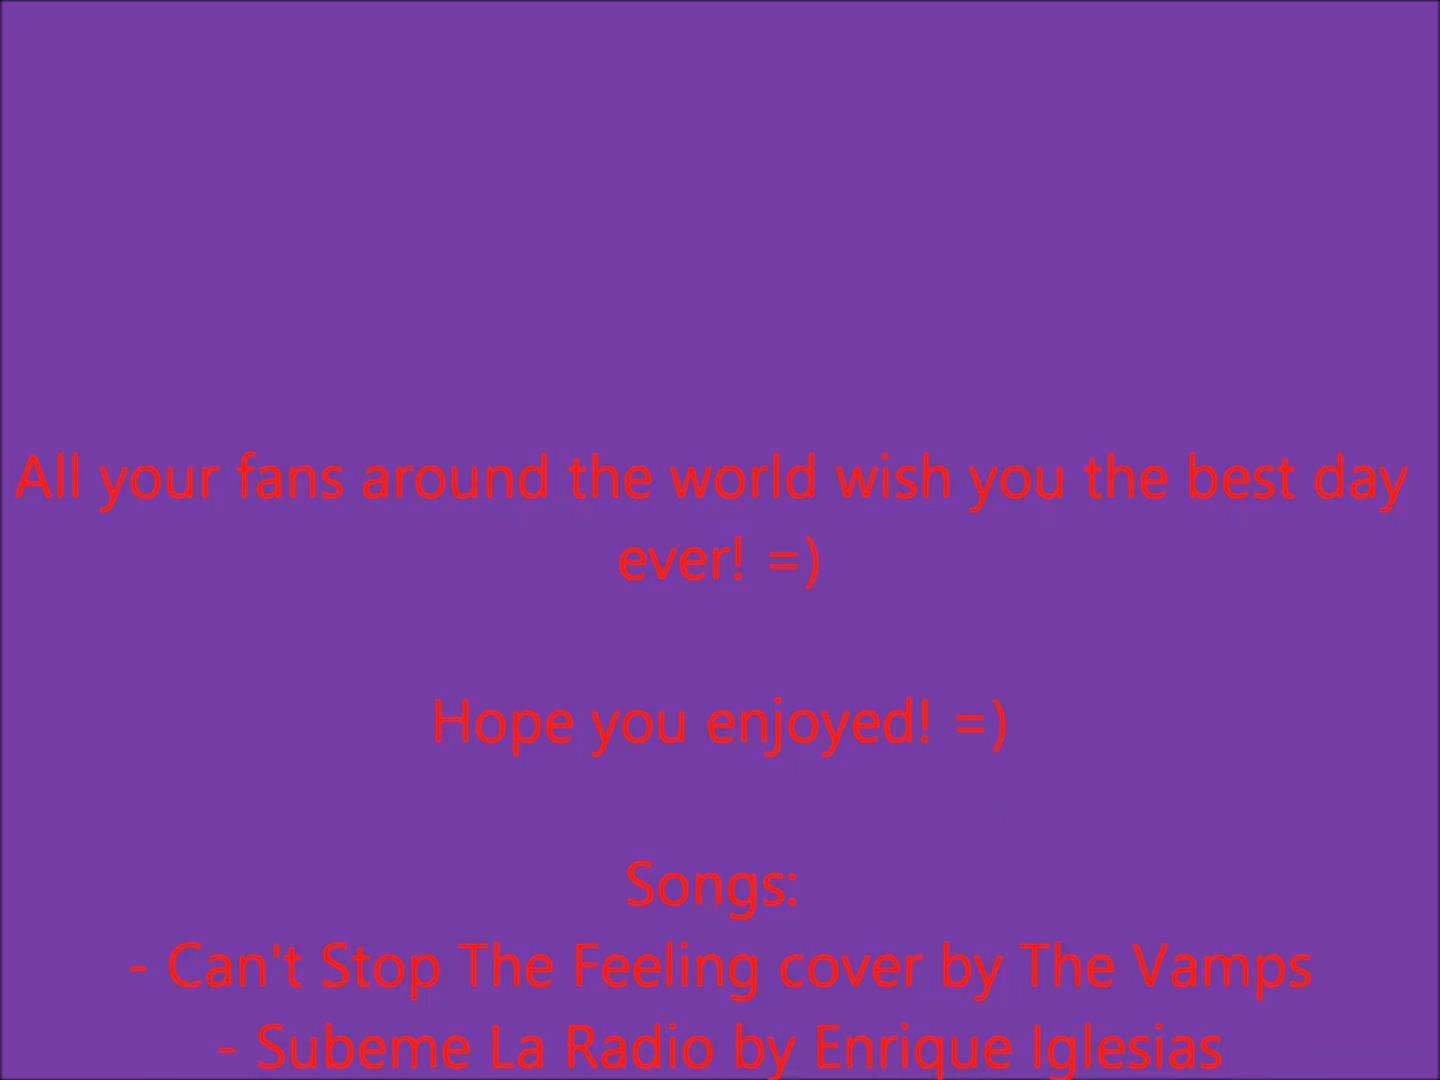 All your fans around the world wish you the best day
ever! =)
Hope you enjoyed! =)
Songs:
- Can't Stop The Feeling cover by The Vamps
- Subeme La Radio by Enrique Iglesias